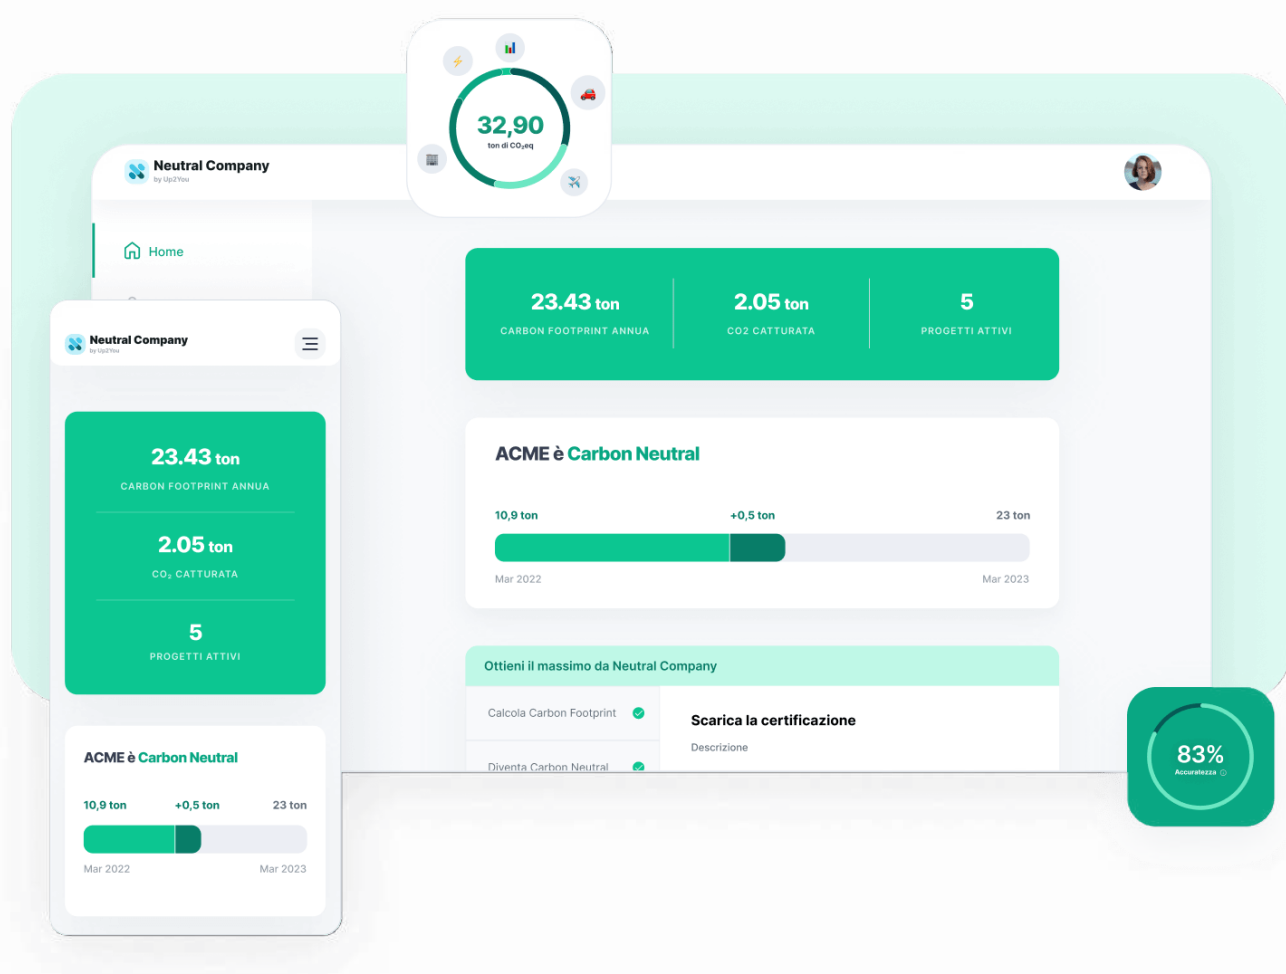 32,90
ton di CO₂eq
Neutral Company
by Up2You
Home
23.43 ton
CARBON FOOTPRINT ANNUA
2.05 ton
CO2 CATTURATA
5
PROGETTI ATTIVI
ACME è Carbon Neutral
10,9 ton +0,5 ton 23 ton
Mar 2022 Mar 2023
Ottieni il massimo da Neutral Company
Calcola Carbon Footprint
Diventa Carbon Neutral
Scarica la certificazione
Descrizione
Neutral Company
by Up2You
23.43 ton
CARBON FOOTPRINT ANNUA
2.05 ton
CO₂ CATTURATA
5
PROGETTI ATTIVI
ACME è Carbon Neutral
10,9 ton +0,5 ton 23 ton
Mar 2022 Mar 2023
83%
Accuratezza